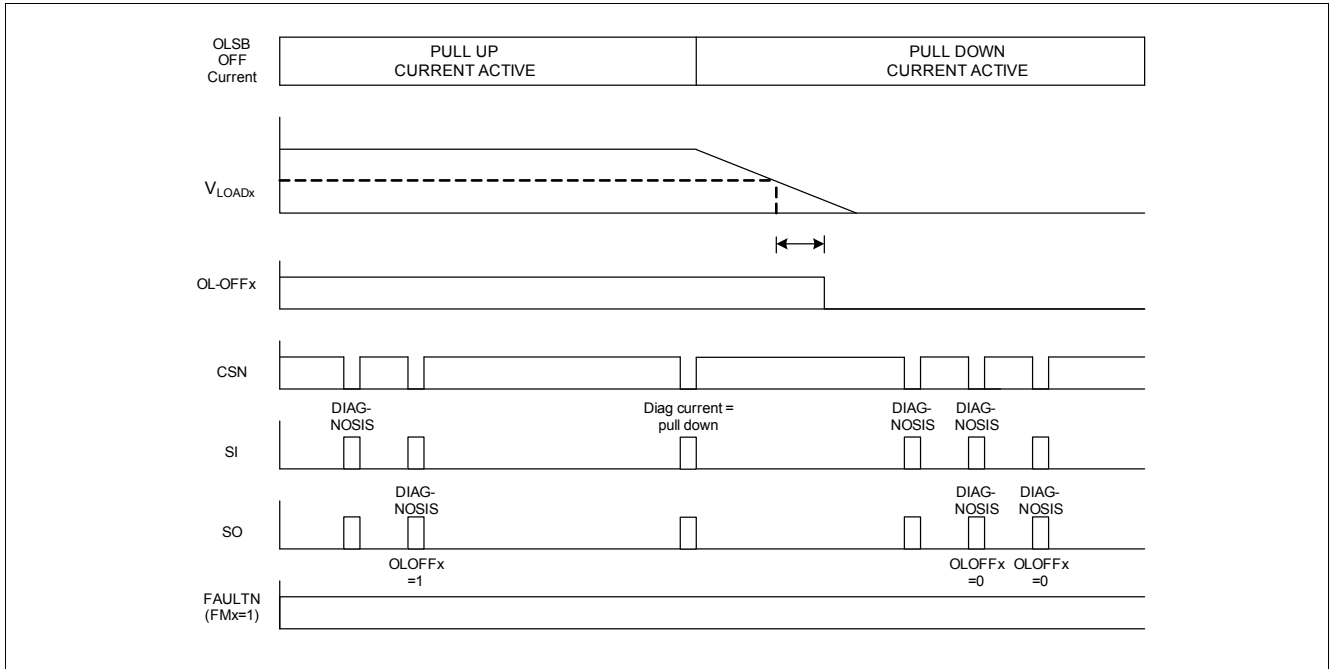 OLSB
OFF
Current
PULL UP
CURRENT ACTIVE
PULL DOWN
CURRENT ACTIVE
VLOADx
OL-OFFx
CSN
DIAG-
NOSIS
Diag current =
pull down
DIAG-
NOSIS
DIAG-
NOSIS
SI
DIAG-
NOSIS
DIAG-
NOSIS
DIAG-
NOSIS
SO
OLOFFx
=1
OLOFFx
=0
OLOFFx
=0
FAULTN
(FMx=1)